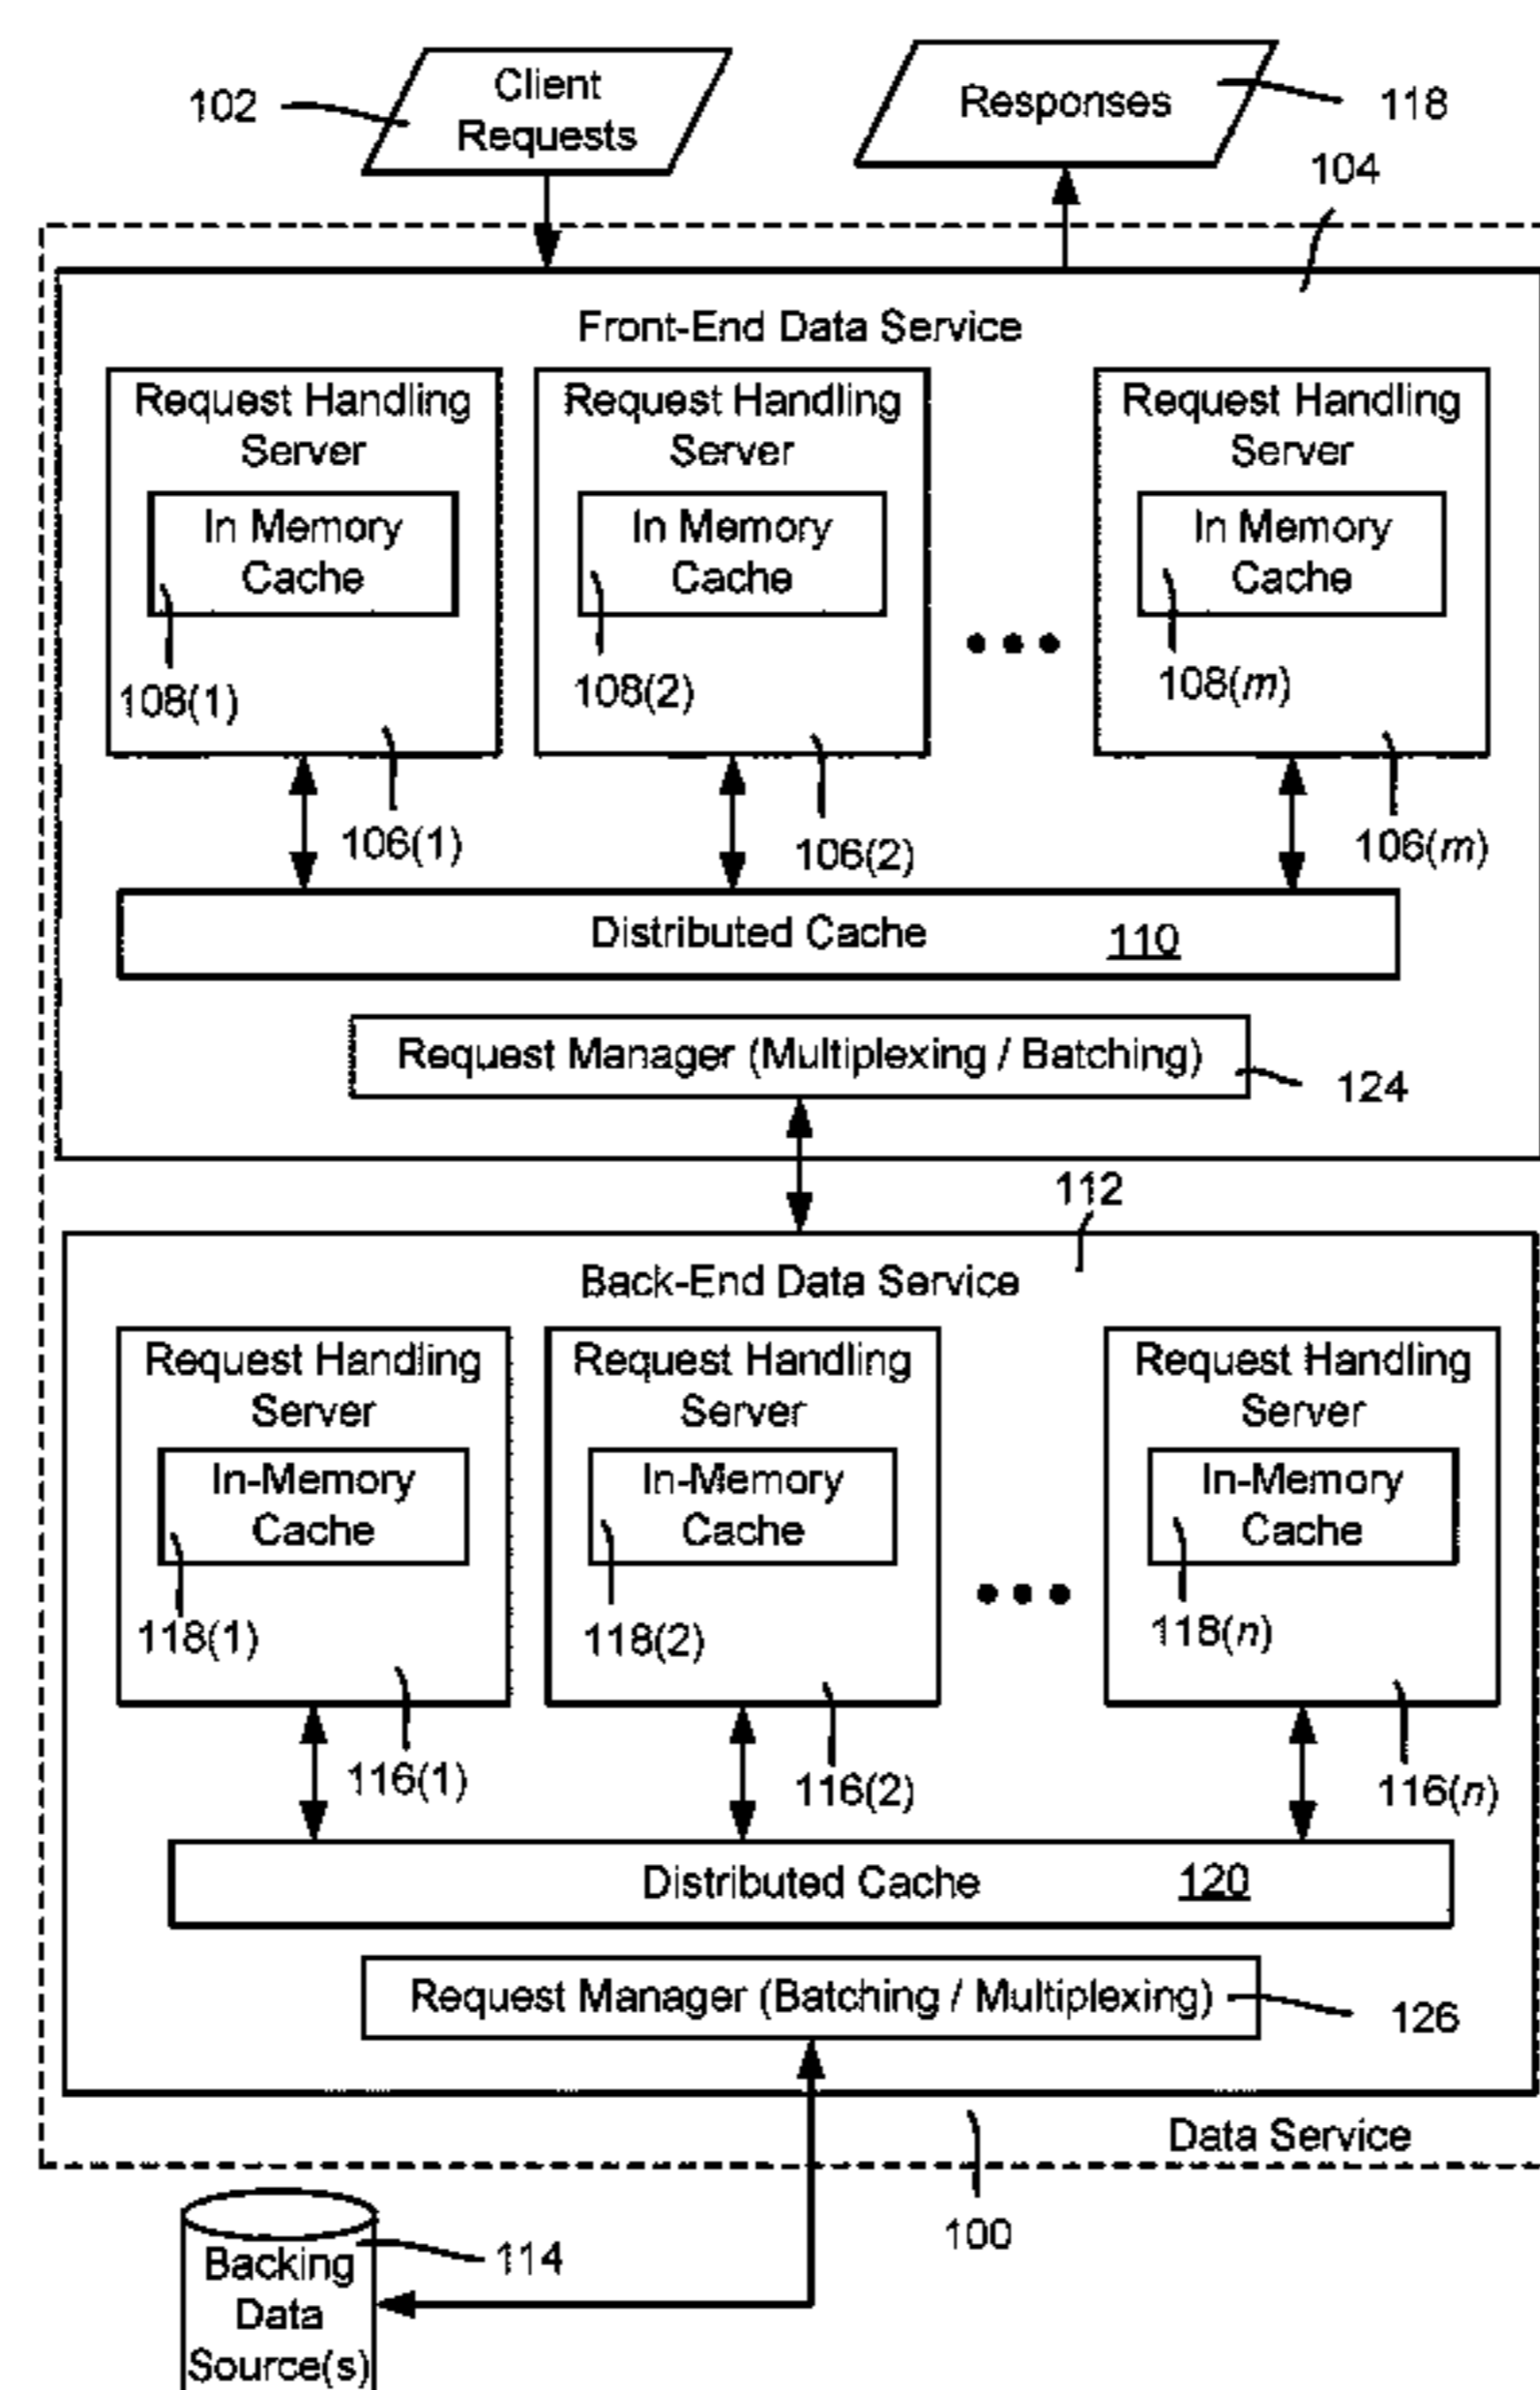 102
Client
Requests
Responses
118
104
Front-End Data Service
Request Handling
Server
In Memory
Cache
108(1)
106(1)
Request Handling
Server
In Memory
Cache
108(2)
106(2)
Request Handling
Server
In Memory
Cache
108(m)
106(m)
Distributed Cache 110
Request Manager (Multiplexing / Batching)
124
112
Back-End Data Service
Request Handling
Server
In-Memory
Cache
118(1)
116(1)
Request Handling
Server
In-Memory
Cache
118(2)
116(2)
Request Handling
Server
In-Memory
Cache
118(n)
116(n)
Distributed Cache 120
Request Manager (Batching / Multiplexing)
126
Data Service
100
Backing
Data
Source(s)
114